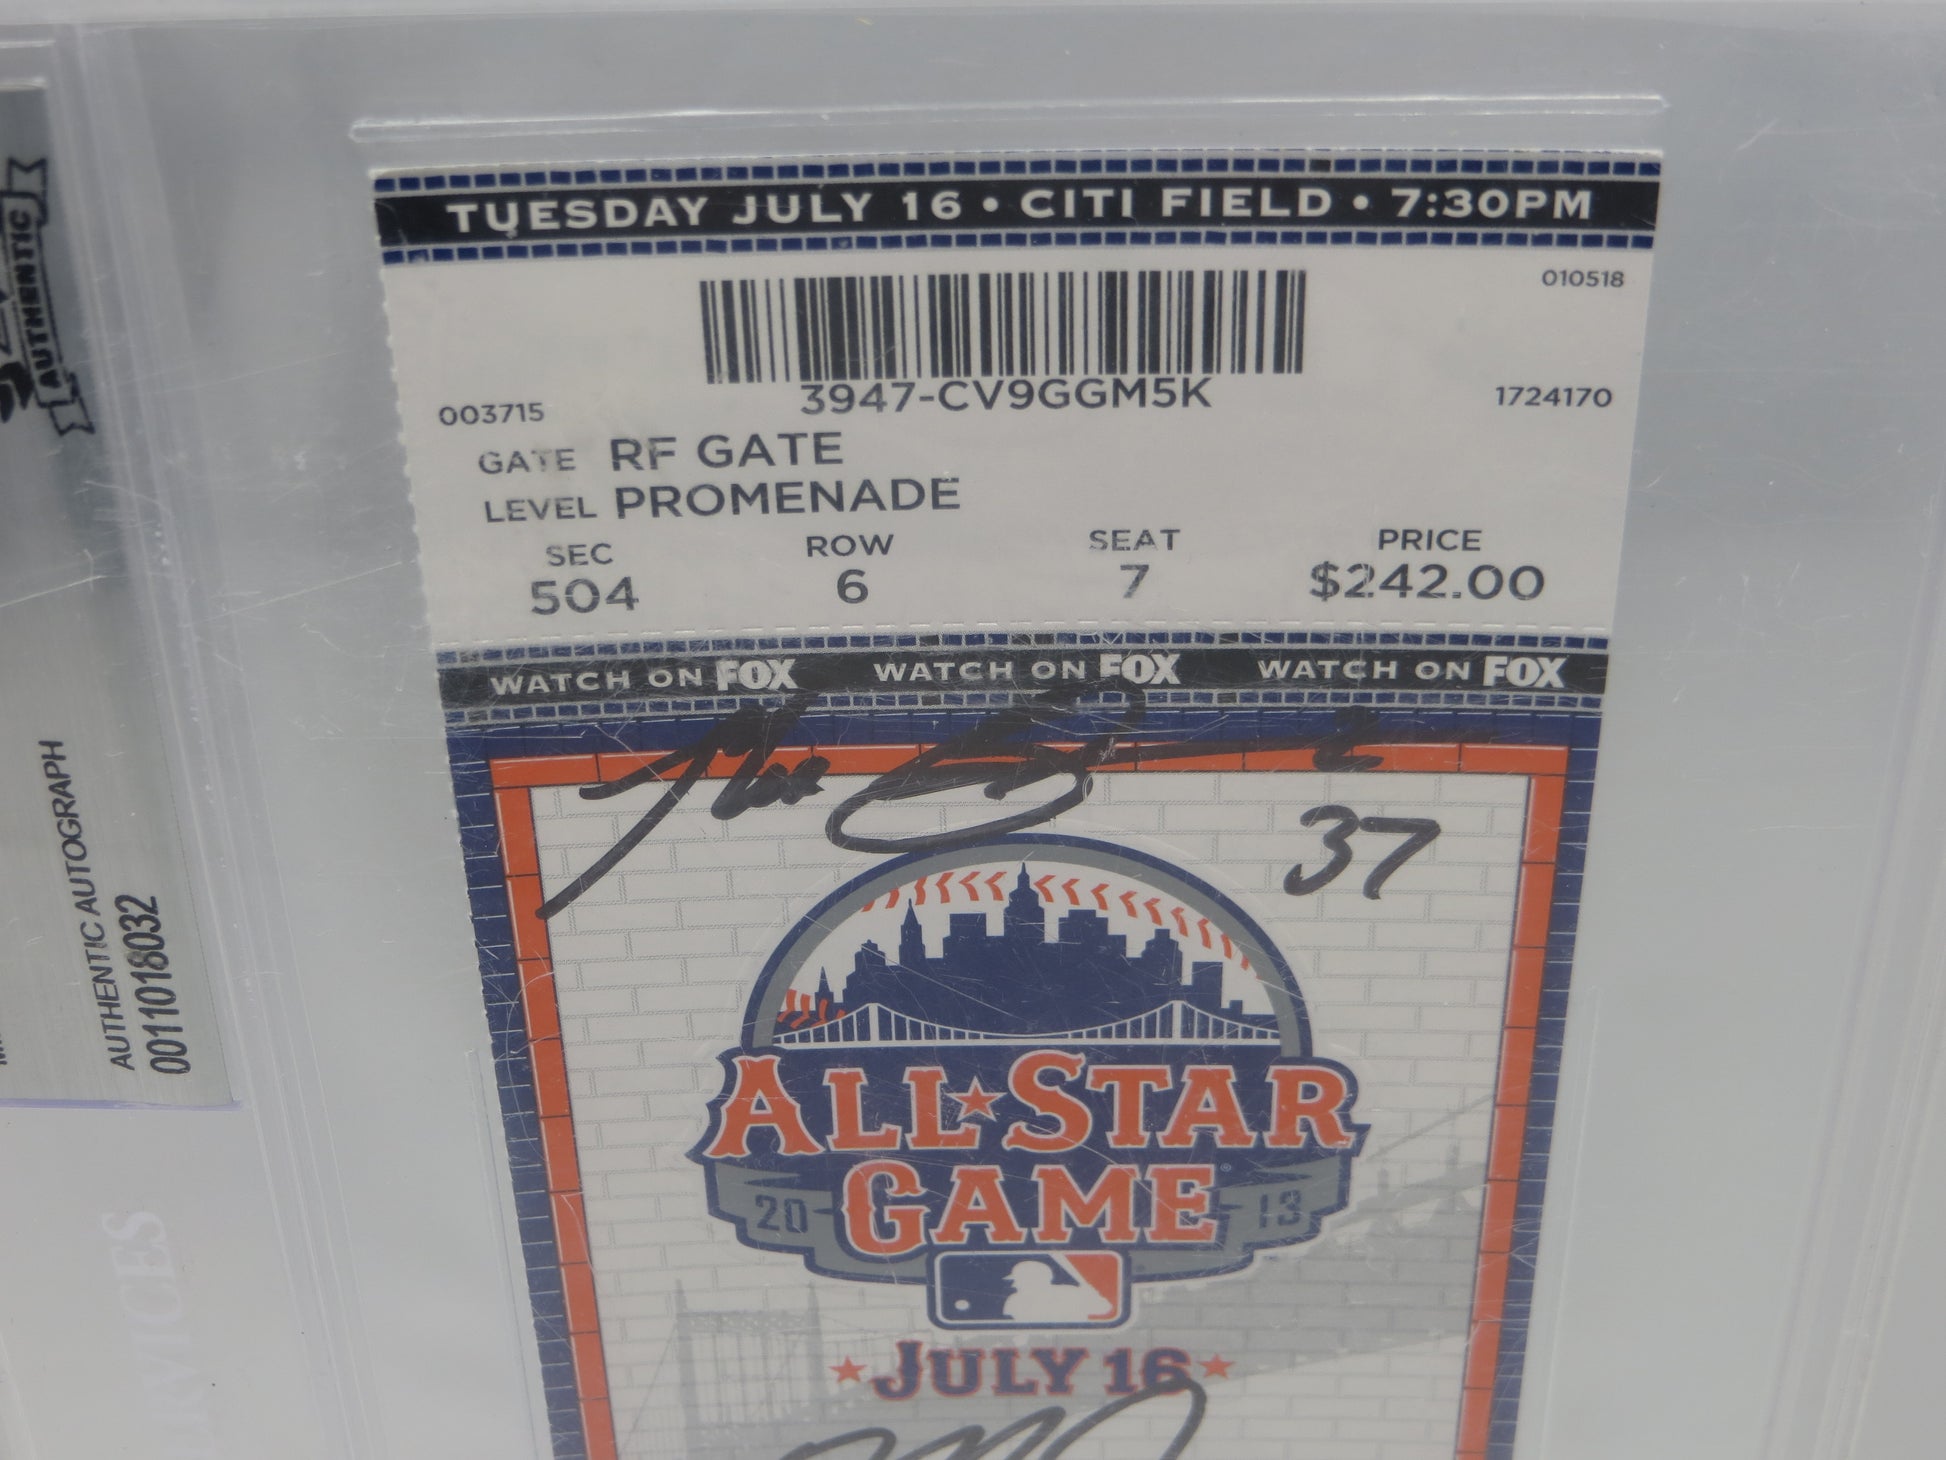 TUESDAY JULY 16 • CITI FIELD • 7:30PM
010518
3947-CV9GGM5K
003715
1724170
GATE RF GATE
LEVEL PROMENADE
SEC ROW SEAT PRICE
504 6 7 $242.00
WATCH ON FOX WATCH ON FOX WATCH ON FOX
37
ALL★STAR
GAME
20 13
★JULY 16★
AUTHENTIC
AUTHENTIC AUTOGRAPH
0011018032